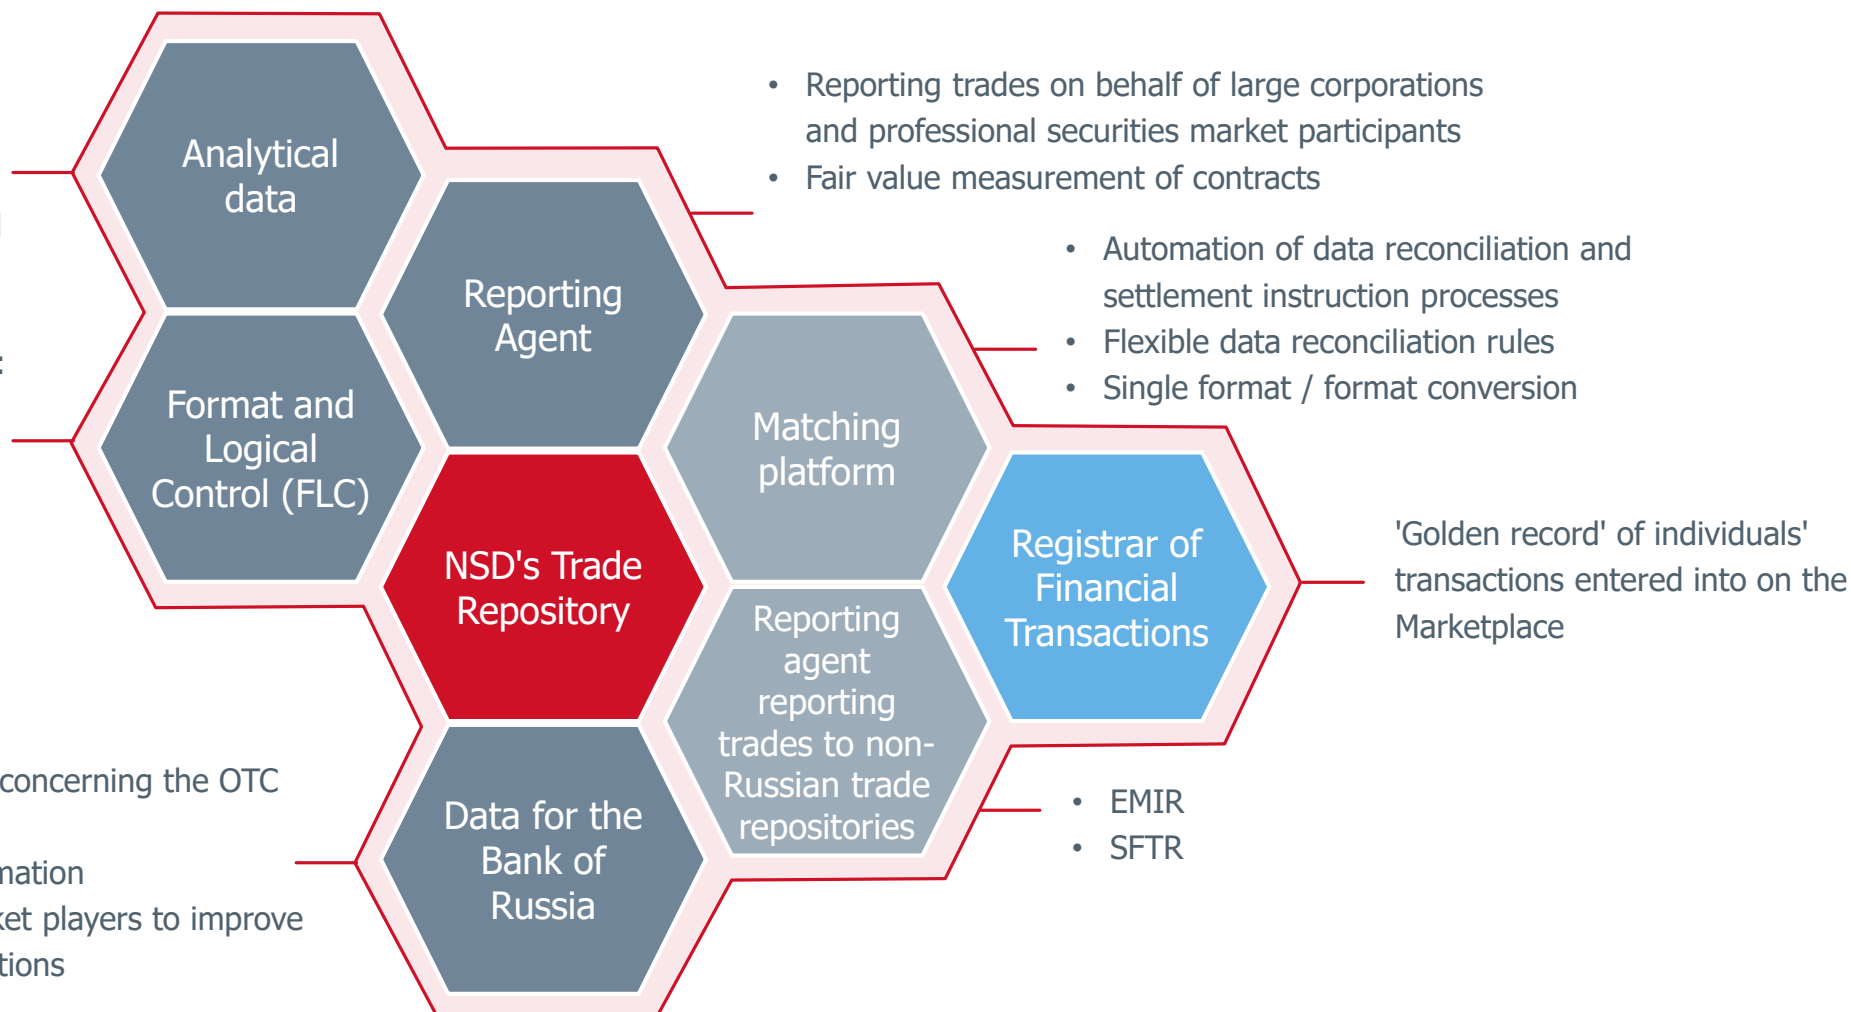 Analytical
data
• Reporting trades on behalf of large corporations
and professional securities market participants
• Fair value measurement of contracts
Reporting
Agent
• Automation of data reconciliation and
settlement instruction processes
• Flexible data reconciliation rules
• Single format / format conversion
Format and
Logical
Control (FLC)
Matching
platform
NSD's Trade
Repository
Registrar of
Financial
Transactions
'Golden record' of individuals'
transactions entered into on the
Marketplace
Reporting
agent
reporting
trades to non-
Russian trade
repositories
• EMIR
• SFTR
concerning the OTC
players to improve
Data for the
Bank of
Russia